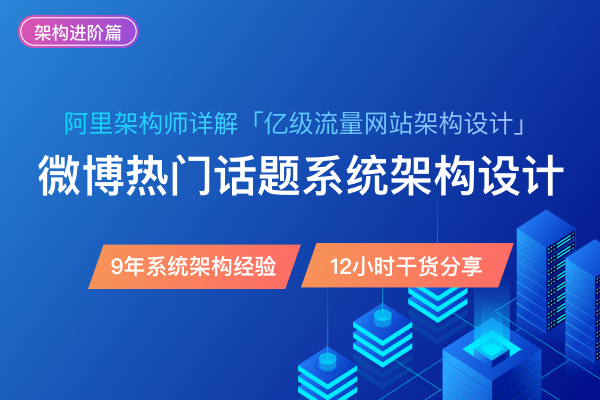 架构进阶篇
阿里架构师详解「亿级流量网站架构设计」
微博热门话题系统架构设计
9年系统架构经验
12小时干货分享